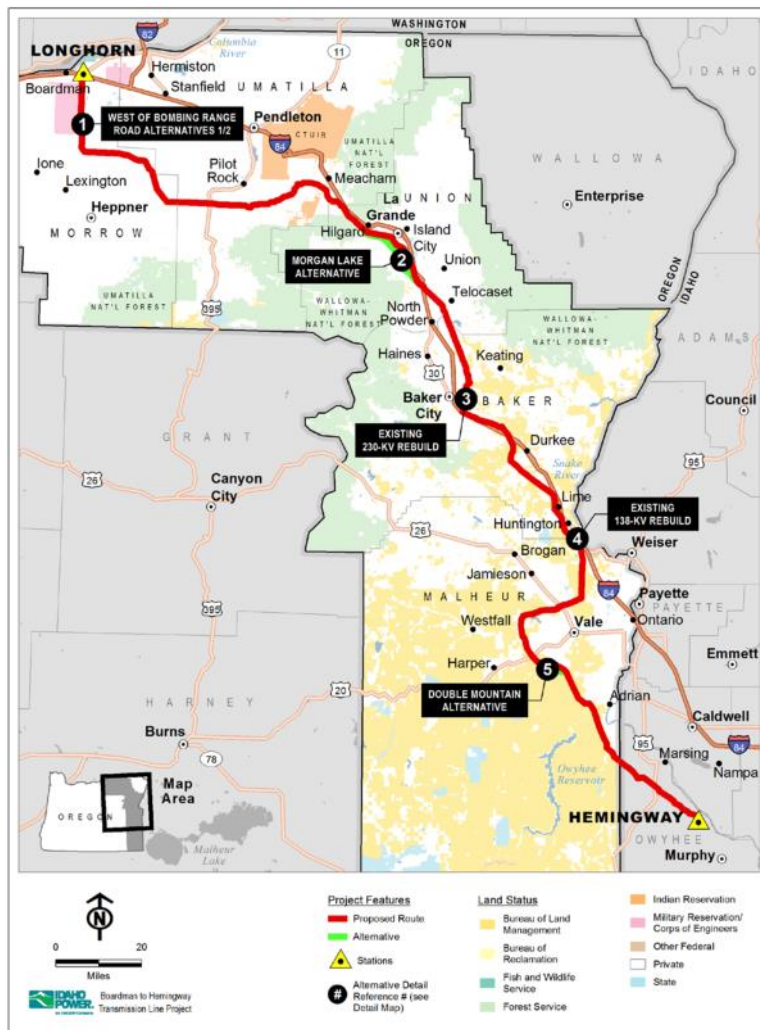 WASHINGTON
OREGON
82
Columbia
River
11
LONGHORN
Boardman
Hermiston
Stanfield
UMATILLA
IDAHO
1
WEST OF BOMBING RANGE
ROAD ALTERNATIVES 1/2
Pendleton
CTUIR
84
UMATILLA
NAT'L FOREST
WALLOWA
Ione
Lexington
Pilot
Rock
Meacham
Heppner
MORROW
La
Grande
UNION
Island
City
Enterprise
Hilgard
MORGAN LAKE
ALTERNATIVE
2
Union
Telocaset
OREGON
IDAHO
UMATILLA
NAT'L FOREST
395
WALLOWA-
WHITMAN
NAT'L FOREST
North
Powder
WALLOWA-
WHITMAN
NAT'L FOREST
ADAMS
Haines
30
Keating
Baker
City
3
BAKER
Council
EXISTING
230-KV REBUILD
GRANT
Durkee
95
26
Canyon
City
Snake
River
Lime
EXISTING
138-KV REBUILD
Huntington
26
4
Brogan
Weiser
Jamieson
MALHEUR
84
Payette
PAYETTE
395
Westfall
Vale
Ontario
Harper
5
Emmett
20
DOUBLE MOUNTAIN
ALTERNATIVE
HARNEY
Adrian
Burns
78
Caldwell
95
Marsing
84
Nampa
Map
Area
OREGON
Owyhee
Reservoir
HEMINGWAY
OWYHEE
Malheur
Lake
Murphy
N
0
20
Miles
IDAHO
POWER
Boardman to Hemingway
Transmission Line Project
Project Features
Proposed Route
Alternative
Stations
# Alternative Detail
Reference # (see
Detail Map)
Land Status
Bureau of Land
Management
Bureau of
Reclamation
Fish and Wildlife
Service
Forest Service
Indian Reservation
Military Reservation/
Corps of Engineers
Other Federal
Private
State